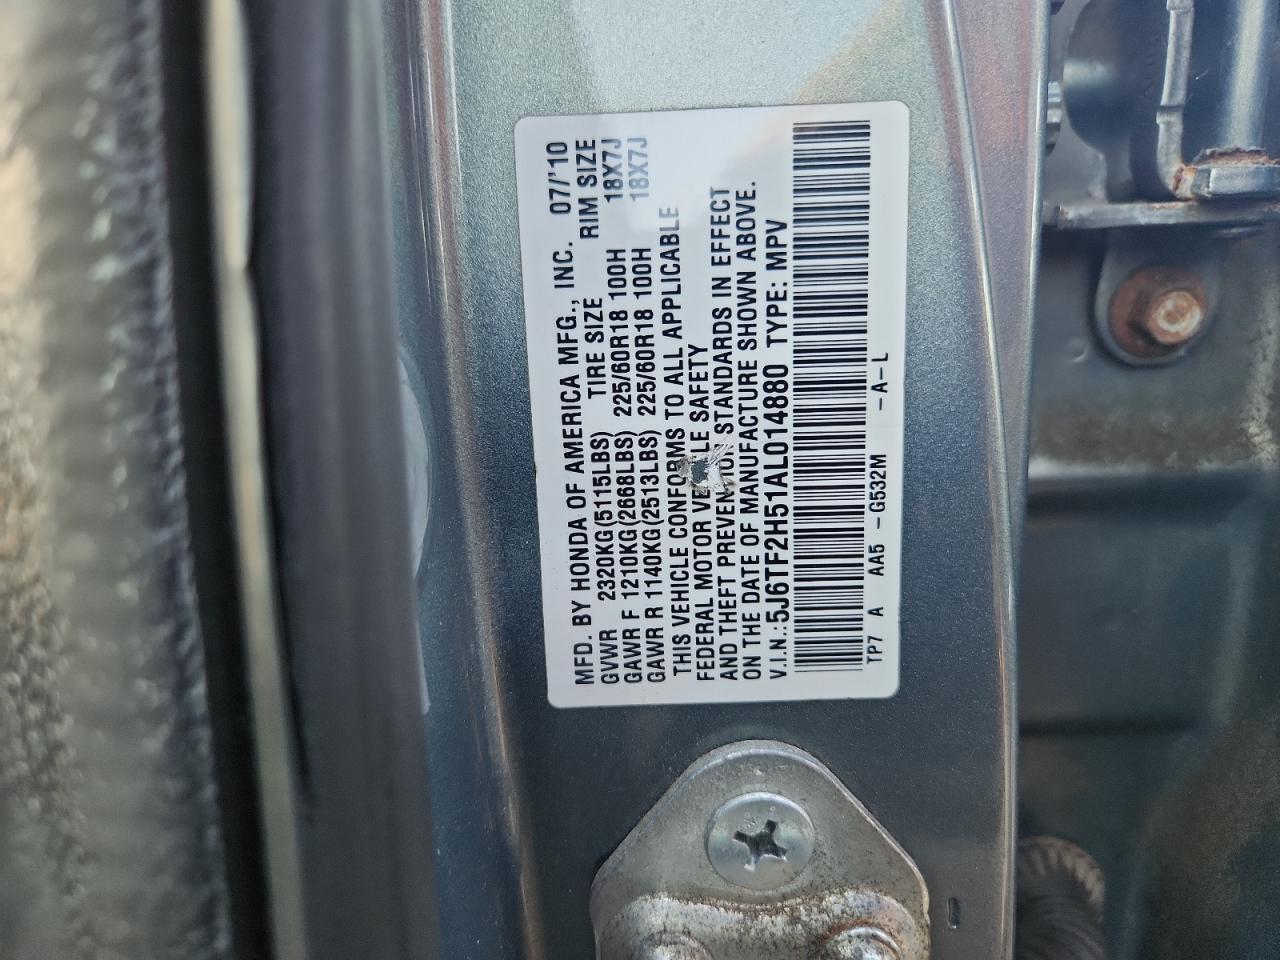 MFD. BY HONDA OF AMERICA MFG., INC. 07/'10
GVWR 2320KG(5115LBS) TIRE SIZE RIM SIZE
GAWR F 1210KG(2668LBS) 225/60R18 100H 18X7J
GAWR R 1140KG(2513LBS) 225/60R18 100H 18X7J
THIS VEHICLE CONFORMS TO ALL APPLICABLE
FEDERAL MOTOR VEHICLE SAFETY
AND THEFT PREVENTION STANDARDS IN EFFECT
ON THE DATE OF MANUFACTURE SHOWN ABOVE.
V.I.N.: 5J6TF2H51AL014880 TYPE: MPV
TP7 A AA5 -G532M -A-L